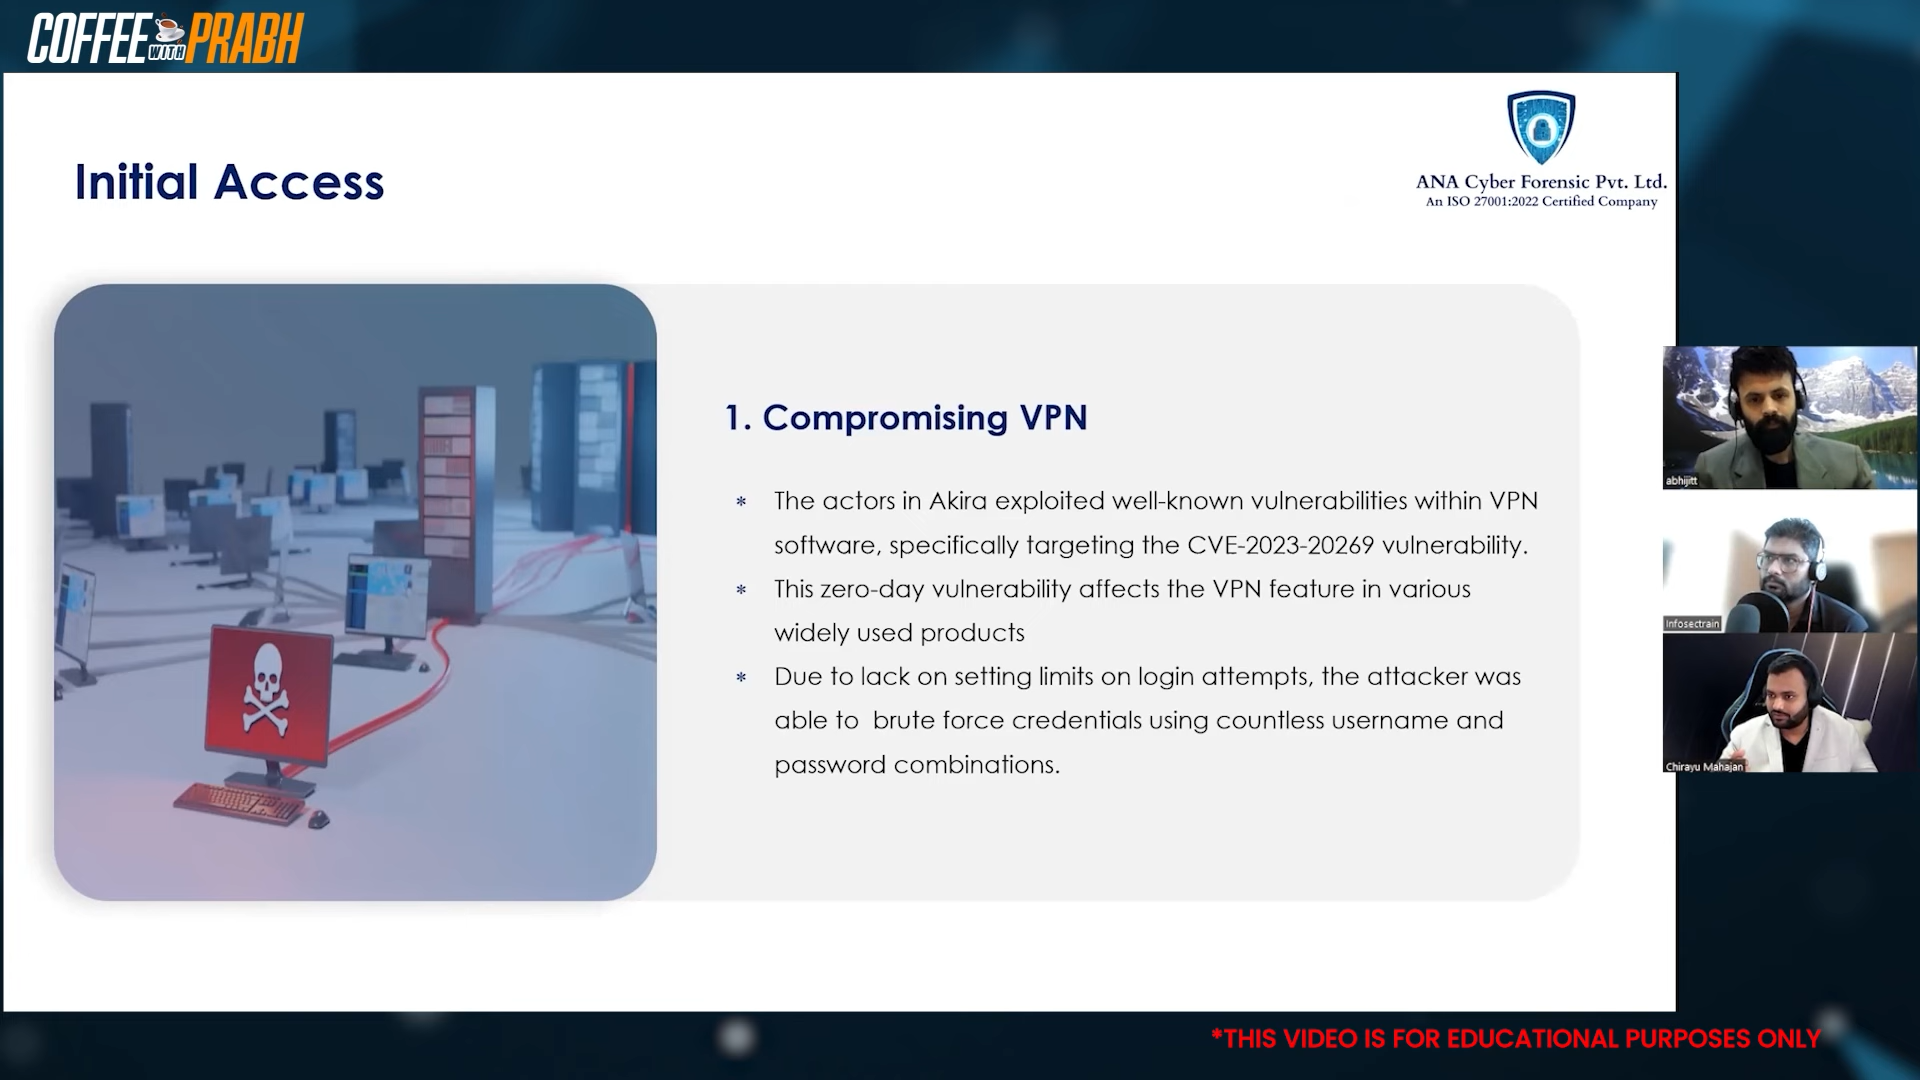 COFFEE WITH PRABH
ANA Cyber Forensic Pvt. Ltd.
An ISO 27001:2022 Certified Company
Initial Access
1. Compromising VPN
* The actors in Akira exploited well-known vulnerabilities within VPN
software, specifically targeting the CVE-2023-20269 vulnerability.
* This zero-day vulnerability affects the VPN feature in various
widely used products
* Due to lack on setting limits on login attempts, the attacker was
able to  brute force credentials using countless username and
password combinations.
abhijitt
Infosectrain
Chirayu Mahajan
*THIS VIDEO IS FOR EDUCATIONAL PURPOSES ONLY